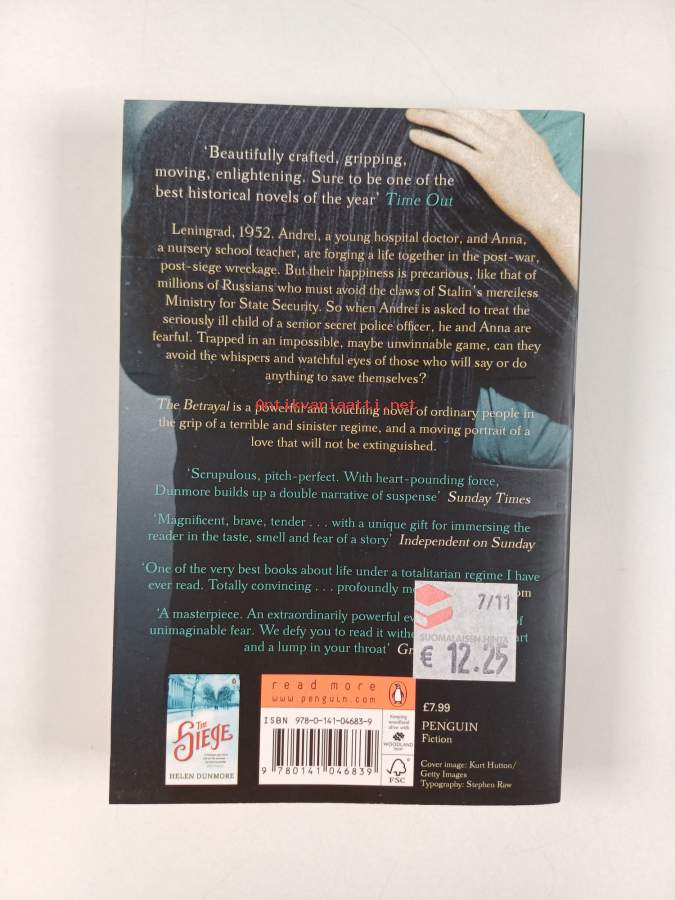 ‘Beautifully crafted, gripping,
moving, enlightening. Sure to be one of the
best historical novels of the year’ Time Out
Leningrad, 1952. Andrei, a young hospital doctor, and Anna,
a nursery school teacher, are forging a life together in the post-war,
post-siege wreckage. But their happiness is precarious, like that of
millions of Russians who must avoid the claws of Stalin’s merciless
Ministry for State Security. So when Andrei is asked to treat the
seriously ill child of a senior secret police officer, he and Anna are
fearful. Trapped in an impossible, maybe unwinnable game, can they
avoid the whispers and watchful eyes of those who will say or do
anything to save themselves?
Antikvariaatti.net
The Betrayal is a powerful and touching novel of ordinary people in
the grip of a terrible and sinister regime, and a moving portrait of a
love that will not be extinguished.
‘Scrupulous, pitch-perfect. With heart-pounding force,
Dunmore builds up a double narrative of suspense’ Sunday Times
‘Magnificent, brave, tender . . . with a unique gift for immersing the
reader in the taste, smell and fear of a story’ Independent on Sunday
‘One of the very best books about life under a totalitarian regime I have
ever read. Totally convincing . . . profoundly
‘A masterpiece. An extraordinarily powerful
unimaginable fear. We defy you to read it
and a lump in your throat’
7/11
SUOMALAISEN HINTA
€ 12.25
THE SIEGE
HELEN DUNMORE
read more
www.penguin.com
ISBN 978-0-141-04683-9
9 780141 046839
Keeping
woodland
alive with
WOODLAND
TRUST
FSC
£7.99
PENGUIN
Fiction
Cover image: Kurt Hutton/
Getty Images
Typography: Stephen Raw